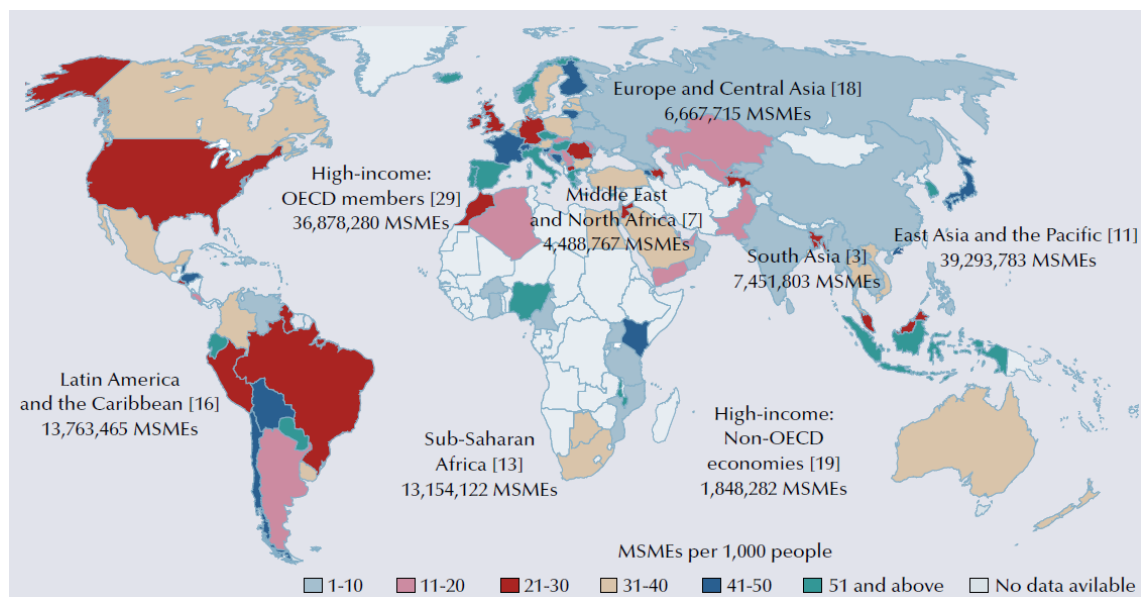 Europe and Central Asia [18]
6,667,715 MSMEs
High-income:
OECD members [29]
36,878,280 MSMEs
Middle East
and North Africa [7]
4,488,767 MSMEs
South Asia [3]
7,451,803 MSMEs
East Asia and the Pacific [11]
39,293,783 MSMEs
Latin America
and the Caribbean [16]
13,763,465 MSMEs
Sub-Saharan
Africa [13]
13,154,122 MSMEs
High-income:
Non-OECD
economies [19]
1,848,282 MSMEs
MSMEs per 1,000 people
1-10 11-20 21-30 31-40 41-50 51 and above No data avilable